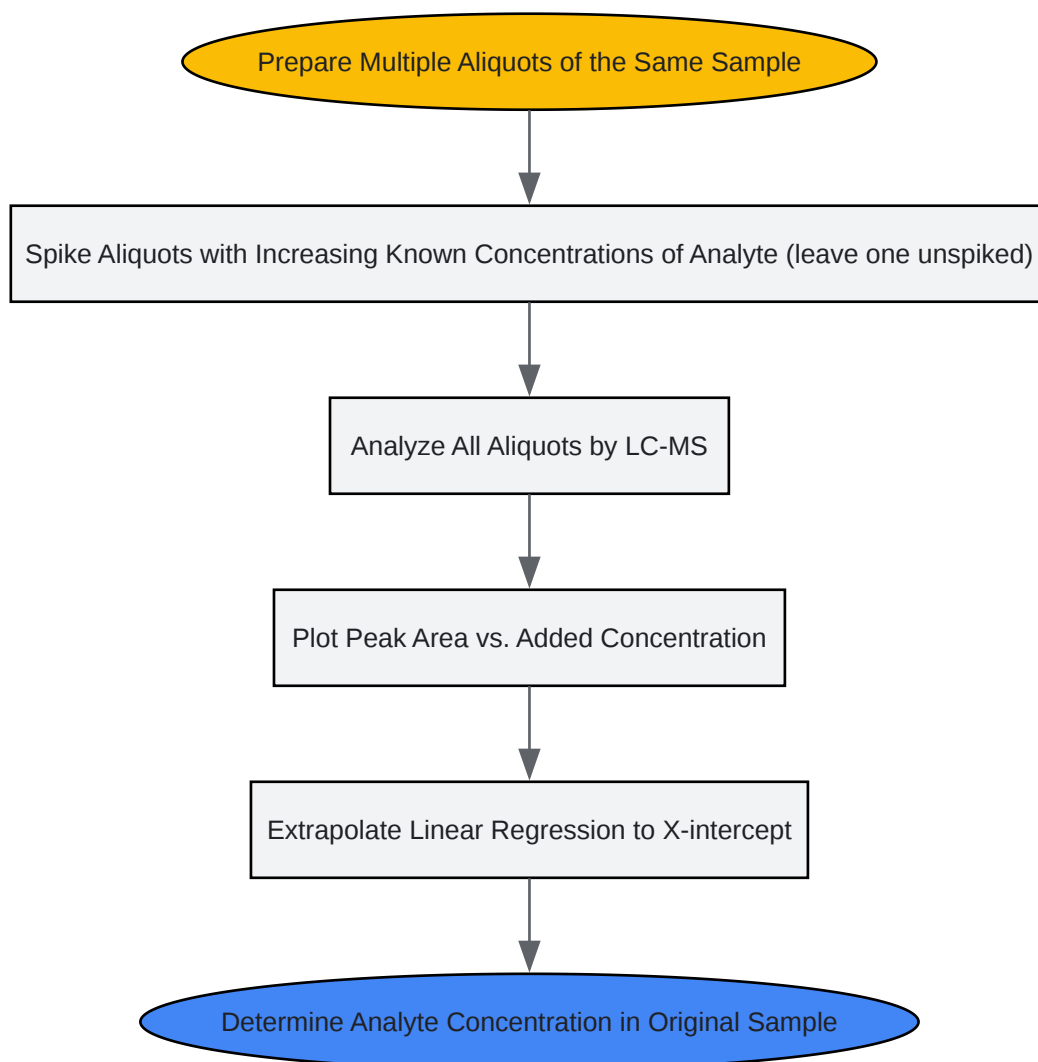 Prepare Multiple Aliquots of the Same Sample
Spike Aliquots with Increasing Known Concentrations of Analyte (leave one unspiked)
Analyze All Aliquots by LC-MS
Plot Peak Area vs. Added Concentration
Extrapolate Linear Regression to X-intercept
Determine Analyte Concentration in Original Sample